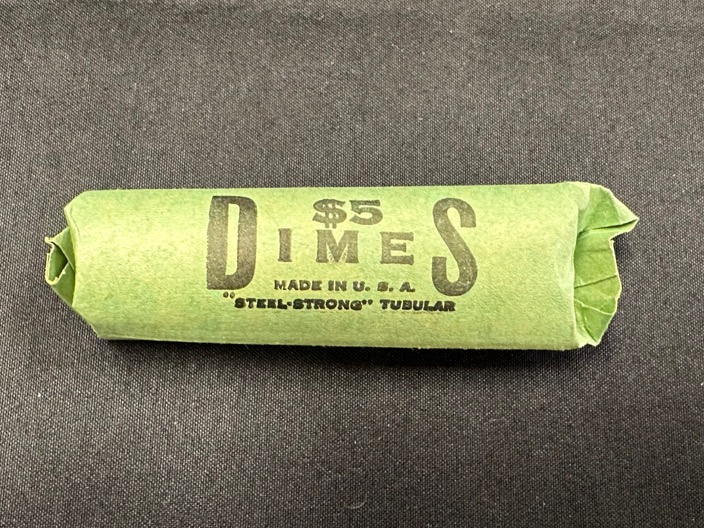 $5
DIMES
MADE IN U. S. A.
"STEEL-STRONG" TUBULAR